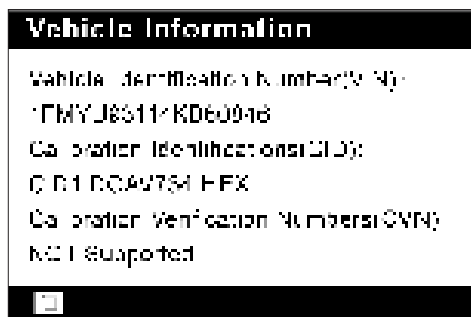 Vehicle Information
Vehicle Identification Number(VIN):
Calibration Identifications(CID):
Calibration Verification Numbers(CVN)
NOT Supported